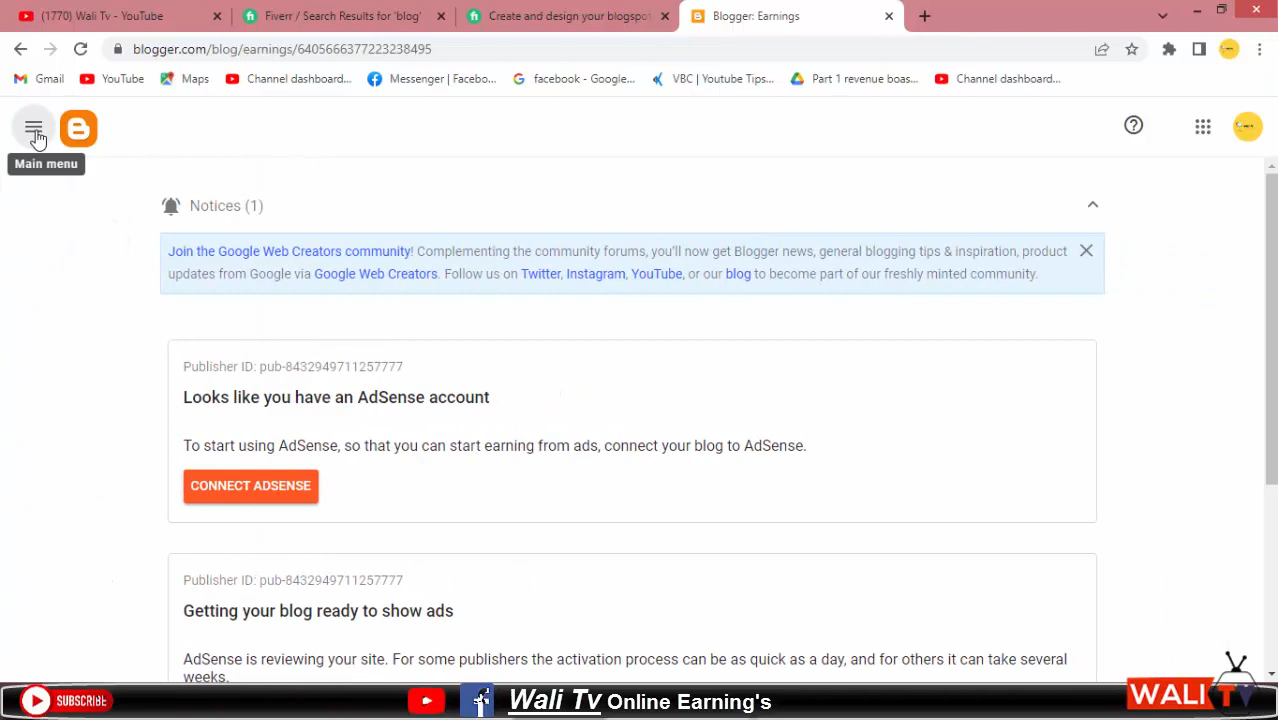 (1770) Wali Tv - YouTube
Fiverr / Search Results for 'blog'
Create and design your blogspot
Blogger: Earnings
blogger.com/blog/earnings/6405666377223238495
Gmail
YouTube
Maps
Channel dashboard...
Messenger | Facebo...
facebook - Google...
VBC | Youtube Tips...
Part 1 revenue boas...
Channel dashboard...
Main menu
Notices (1)
Join the Google Web Creators community! Complementing the community forums, you'll now get Blogger news, general blogging tips & inspiration, product
updates from Google via Google Web Creators. Follow us on Twitter, Instagram, YouTube, or our blog to become part of our freshly minted community.
Publisher ID: pub-8432949711257777
Looks like you have an AdSense account
To start using AdSense, so that you can start earning from ads, connect your blog to AdSense.
CONNECT ADSENSE
Publisher ID: pub-8432949711257777
Getting your blog ready to show ads
AdSense is reviewing your site. For some publishers the activation process can be as quick as a day, and for others it can take several
weeks.
SUBSCRIBE
Wali Tv Online Earning's
WALI TV